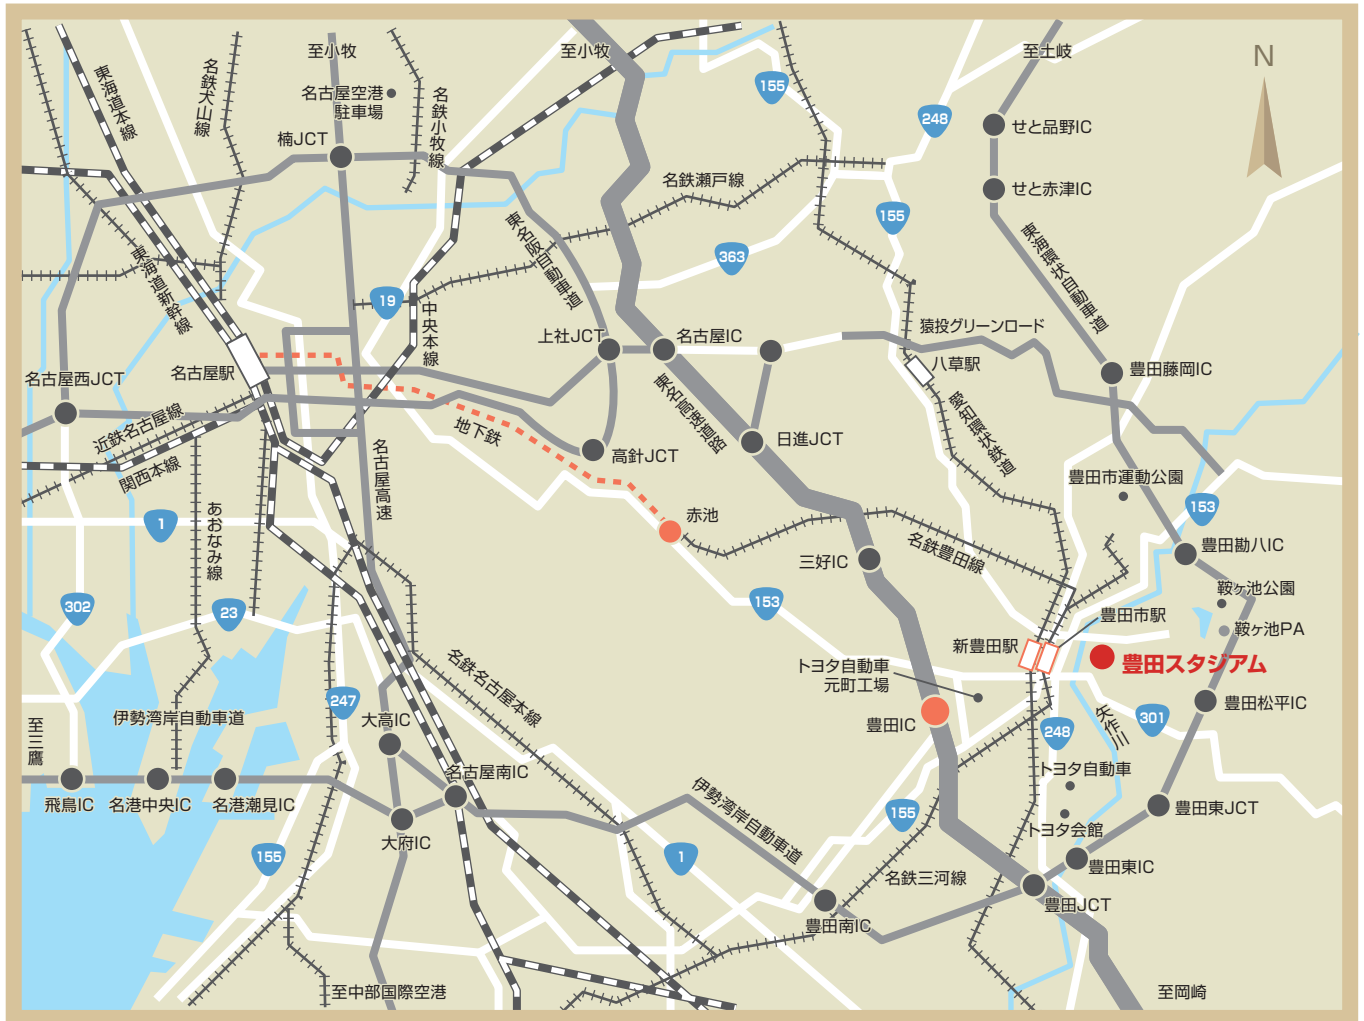 至小牧
至小牧
至土岐
N
東海道本線
名鉄犬山線
名古屋空港
駐車場
名鉄小牧線
155
248
せと品野IC
楠JCT
名鉄瀬戸線
せと赤津IC
155
東名阪自動車道
東海環状自動車道
363
東海道新幹線
19
中央本線
上社JCT
名古屋IC
猿投グリーンロード
八草駅
豊田藤岡IC
名古屋駅
名古屋西JCT
東名高速道路
愛知環状鉄道
近鉄名古屋線
地下鉄
日進JCT
関西本線
名古屋高速
高針JCT
豊田市運動公園
153
1
あおなみ線
赤池
名鉄豊田線
三好IC
豊田勘八IC
鞍ヶ池公園
302
23
153
豊田市駅
鞍ヶ池PA
新豊田駅
豊田スタジアム
名鉄名古屋本線
トヨタ自動車
元町工場
247
伊勢湾岸自動車道
大高IC
豊田IC
矢作川
301
豊田松平IC
248
至三鷹
名古屋南IC
トヨタ自動車
飛鳥IC
名港中央IC
名港潮見IC
伊勢湾岸自動車道
155
トヨタ会館
豊田東JCT
大府IC
155
1
名鉄三河線
豊田東IC
豊田JCT
豊田南IC
至中部国際空港
至岡崎